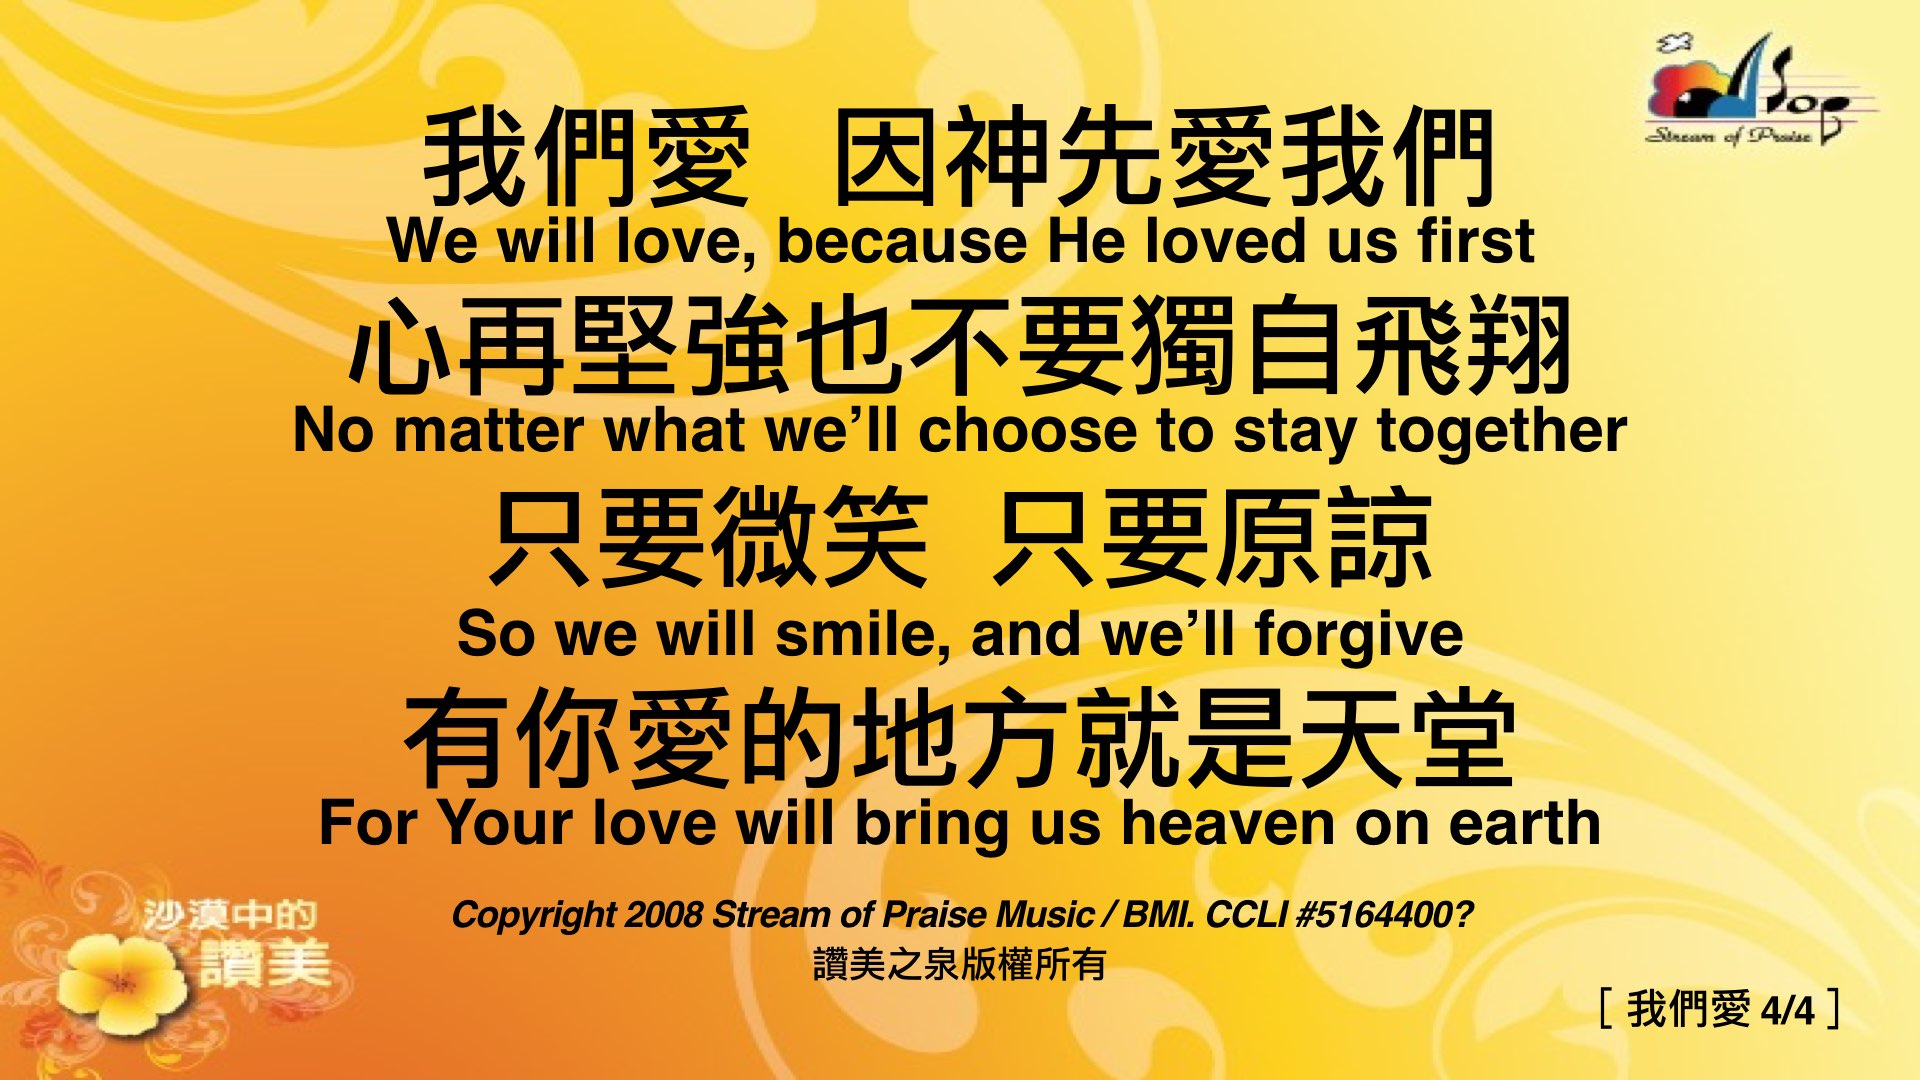 Sop
Stream of Praise
我們愛 因神先愛我們
We will love, because He loved us first
心再堅強也不要獨自飛翔
No matter what we’ll choose to stay together
只要微笑 只要原諒
So we will smile, and we’ll forgive
有你愛的地方就是天堂
For Your love will bring us heaven on earth
沙漠中的
讚美
Copyright 2008 Stream of Praise Music / BMI. CCLI #5164400?
讚美之泉版權所有
[ 我們愛 4/4 ]